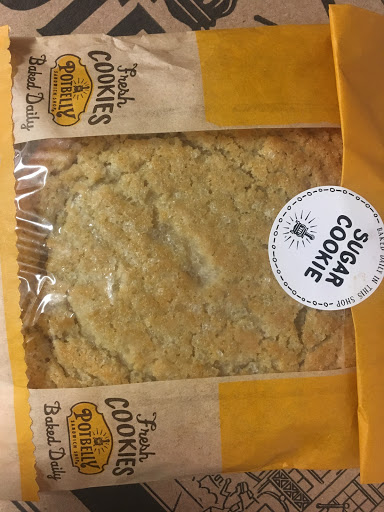 Fresh
COOKIES
POTBELLY
SANDWICH SHOP
Baked Daily
SUGAR
COOKIE
BAKED DAILY IN THIS SHOP
Fresh
COOKIES
POTBELLY
SANDWICH SHOP
Baked Daily